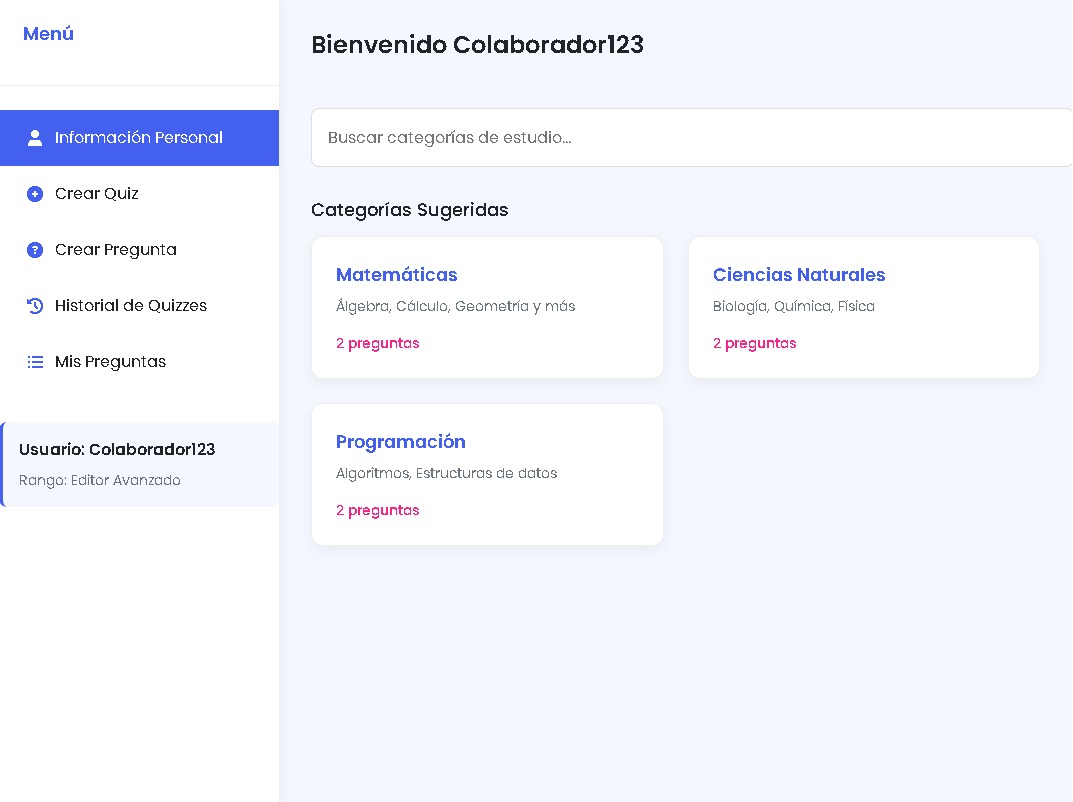 Menú
Información Personal
Crear Quiz
Crear Pregunta
Historial de Quizzes
Mis Preguntas
Usuario: Colaborador123
Rango: Editor Avanzado
Bienvenido Colaborador123
Buscar categorías de estudio...
Categorías Sugeridas
Matemáticas
Álgebra, Cálculo, Geometría y más
2 preguntas
Ciencias Naturales
Biología, Química, Física
2 preguntas
Programación
Algoritmos, Estructuras de datos
2 preguntas